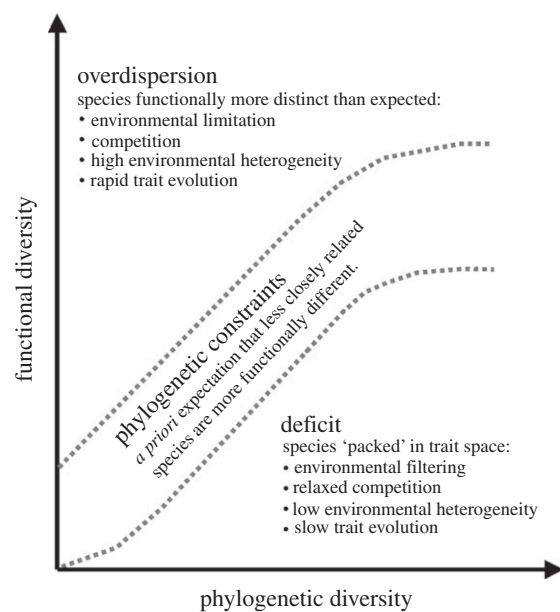 overdispersion
species functionally more distinct than expected:
• environmental limitation
• competition
• high environmental heterogeneity
• rapid trait evolution
functional diversity
phylogenetic constraints
a priori expectation that less closely related
species are more functionally different.
deficit
species ‘packed’ in trait space:
• environmental filtering
• relaxed competition
• low environmental heterogeneity
• slow trait evolution
phylogenetic diversity